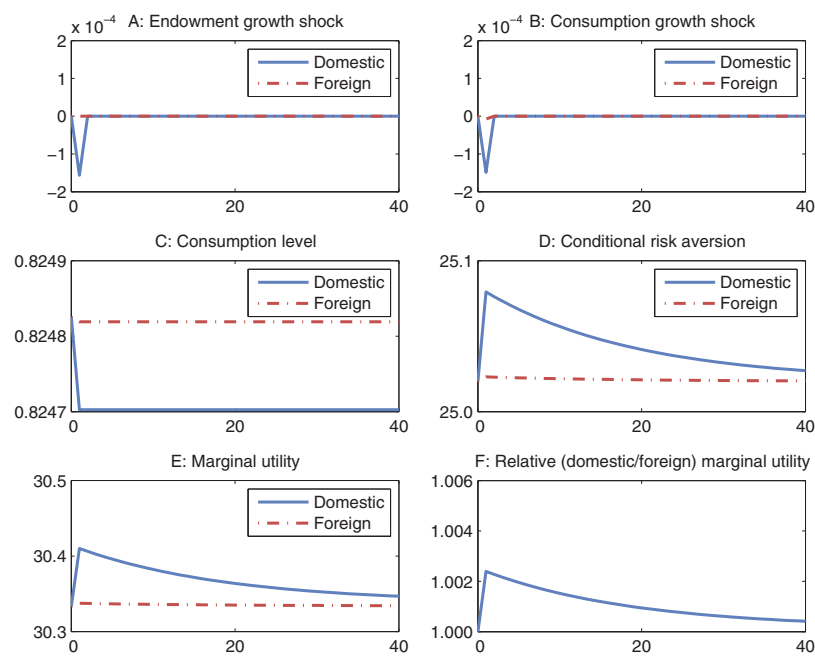 A: Endowment growth shock
x 10⁻⁴
2
1
0
−1
−2
0 20 40
Domestic
Foreign
B: Consumption growth shock
x 10⁻⁴
2
1
0
−1
−2
0 20 40
Domestic
Foreign
C: Consumption level
0.8249
0.8248
0.8247
0 20 40
Domestic
Foreign
D: Conditional risk aversion
25.1
25.0
0 20 40
Domestic
Foreign
E: Marginal utility
30.5
30.4
30.3
0 20 40
Domestic
Foreign
F: Relative (domestic/foreign) marginal utility
1.006
1.004
1.002
1.000
0 20 40